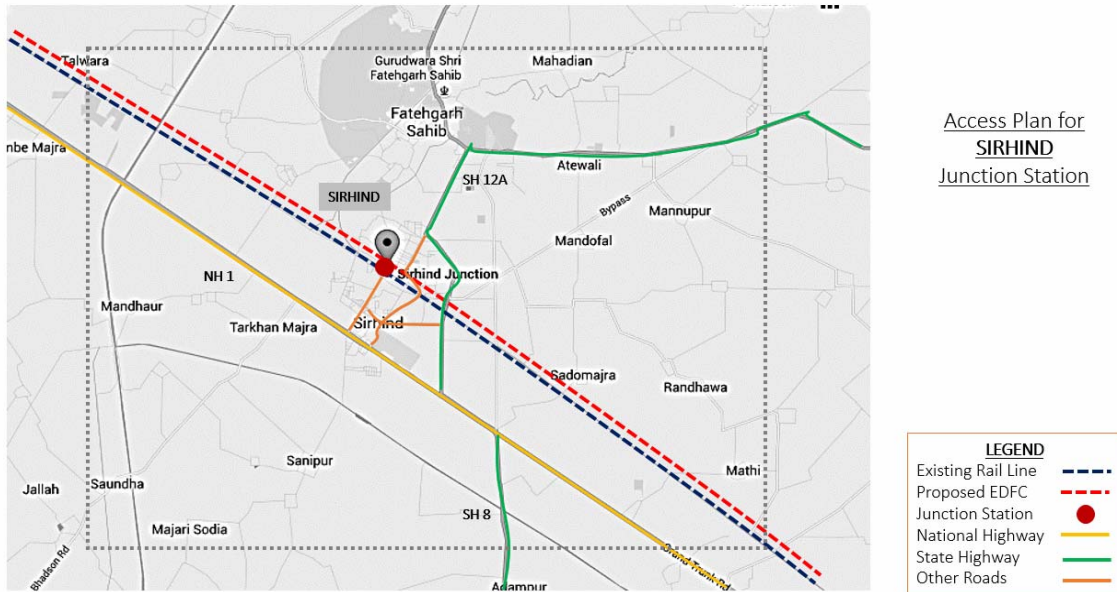 Talwara
Gurudwara Shri
Fatehgarh Sahib
Mahadian
Fatehgarh
Sahib
nbe Majra
Atewali
SH 12A
SIRHIND
Bypass
Mannupur
Mandofal
Sirhind Junction
NH 1
Mandhaur
Tarkhan Majra
Sirhind
Sadomajra
Randhawa
Sanipur
Mathi
Jallah
Saundha
SH 8
Majari Sodia
Grand Trunk Rd
Bhadson Rd
Adampur
Access Plan for
SIRHIND
Junction Station
LEGEND
Existing Rail Line
Proposed EDFC
Junction Station
National Highway
State Highway
Other Roads